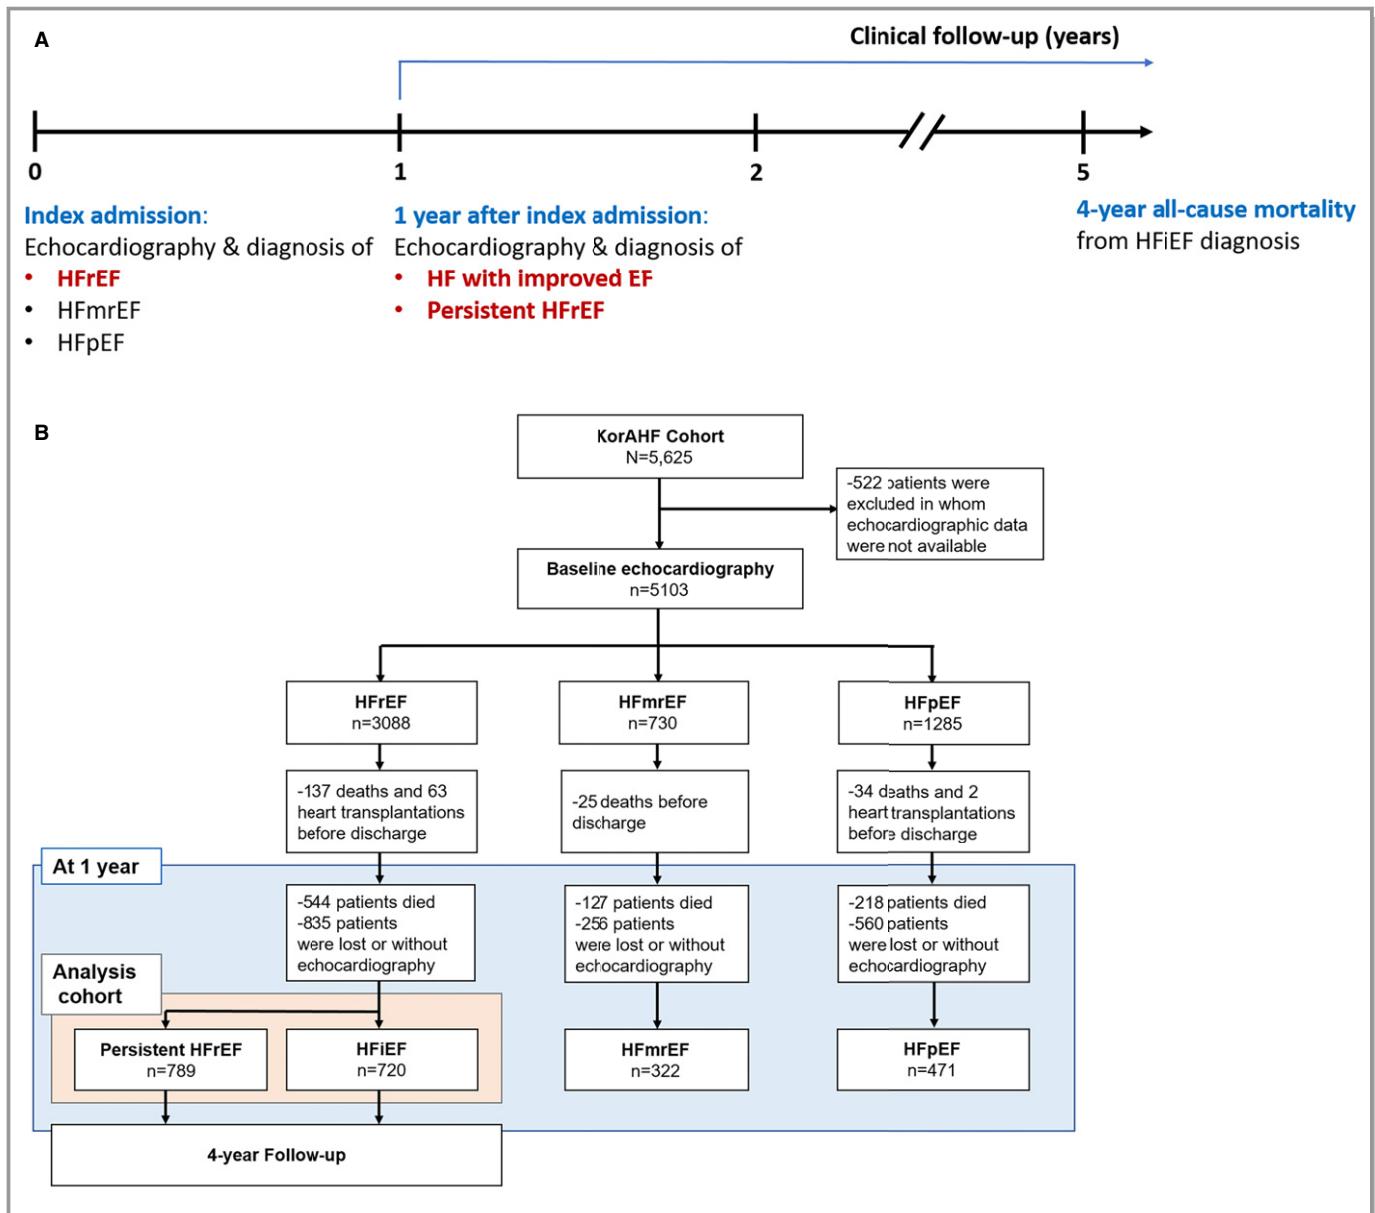 A
Clinical follow-up (years)
0
1
2
5
Index admission:
Echocardiography & diagnosis of
• HFrEF
• HFmrEF
• HFpEF
1 year after index admission:
Echocardiography & diagnosis of
• HF with improved EF
• Persistent HFrEF
4-year all-cause mortality
from HFiEF diagnosis
B
KorAHF Cohort
N=5,625
-522 patients were
excluded in whom
echocardiographic data
were not available
Baseline echocardiography
n=5103
HFrEF
n=3088
HFmrEF
n=730
HFpEF
n=1285
-137 deaths and 63
heart transplantations
before discharge
-25 deaths before
discharge
-34 deaths and 2
heart transplantations
before discharge
At 1 year
-544 patients died
-835 patients
were lost or without
echocardiography
-127 patients died
-256 patients
were lost or without
echocardiography
-218 patients died
-560 patients
were lost or without
echocardiography
Analysis
cohort
Persistent HFrEF
n=789
HFiEF
n=720
HFmrEF
n=322
HFpEF
n=471
4-year Follow-up